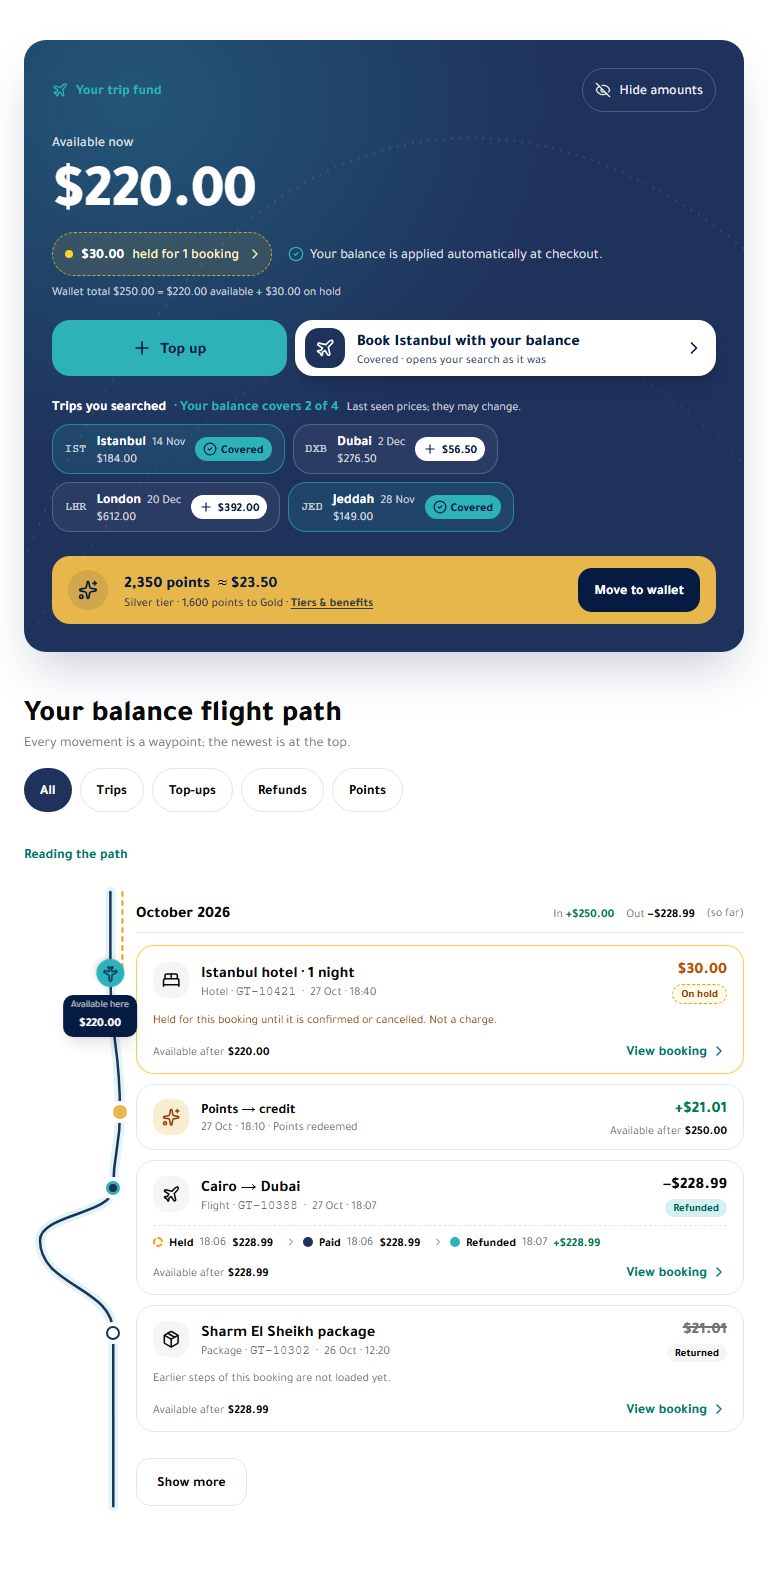 Your trip fund
Hide amounts
Available now
$220.00
$30.00 held for 1 booking
Your balance is applied automatically at checkout.
Wallet total $250.00 = $220.00 available + $30.00 on hold
+ Top up
Book Istanbul with your balance
Covered · opens your search as it was
Trips you searched · Your balance covers 2 of 4 Last seen prices; they may change.
IST Istanbul 14 Nov $184.00 Covered
DXB Dubai 2 Dec $276.50 + $56.50
LHR London 20 Dec $612.00 + $392.00
JED Jeddah 28 Nov $149.00 Covered
2,350 points ≈ $23.50
Silver tier · 1,600 points to Gold · Tiers & benefits
Move to wallet
Your balance flight path
Every movement is a waypoint; the newest is at the top.
All Trips Top-ups Refunds Points
Reading the path
October 2026
In +$250.00 Out −$228.99 (so far)
Available here
$220.00
Istanbul hotel · 1 night
$30.00
Hotel · GT-10421 · 27 Oct · 18:40
On hold
Held for this booking until it is confirmed or cancelled. Not a charge.
Available after $220.00
View booking
Points → credit
+$21.01
27 Oct · 18:10 · Points redeemed
Available after $250.00
Cairo → Dubai
−$228.99
Flight · GT-10388 · 27 Oct · 18:07
Refunded
Held 18:06 $228.99 > Paid 18:06 $228.99 > Refunded 18:07 +$228.99
Available after $228.99
View booking
Sharm El Sheikh package
$21.01
Package · GT-10302 · 26 Oct · 12:20
Returned
Earlier steps of this booking are not loaded yet.
Available after $228.99
View booking
Show more